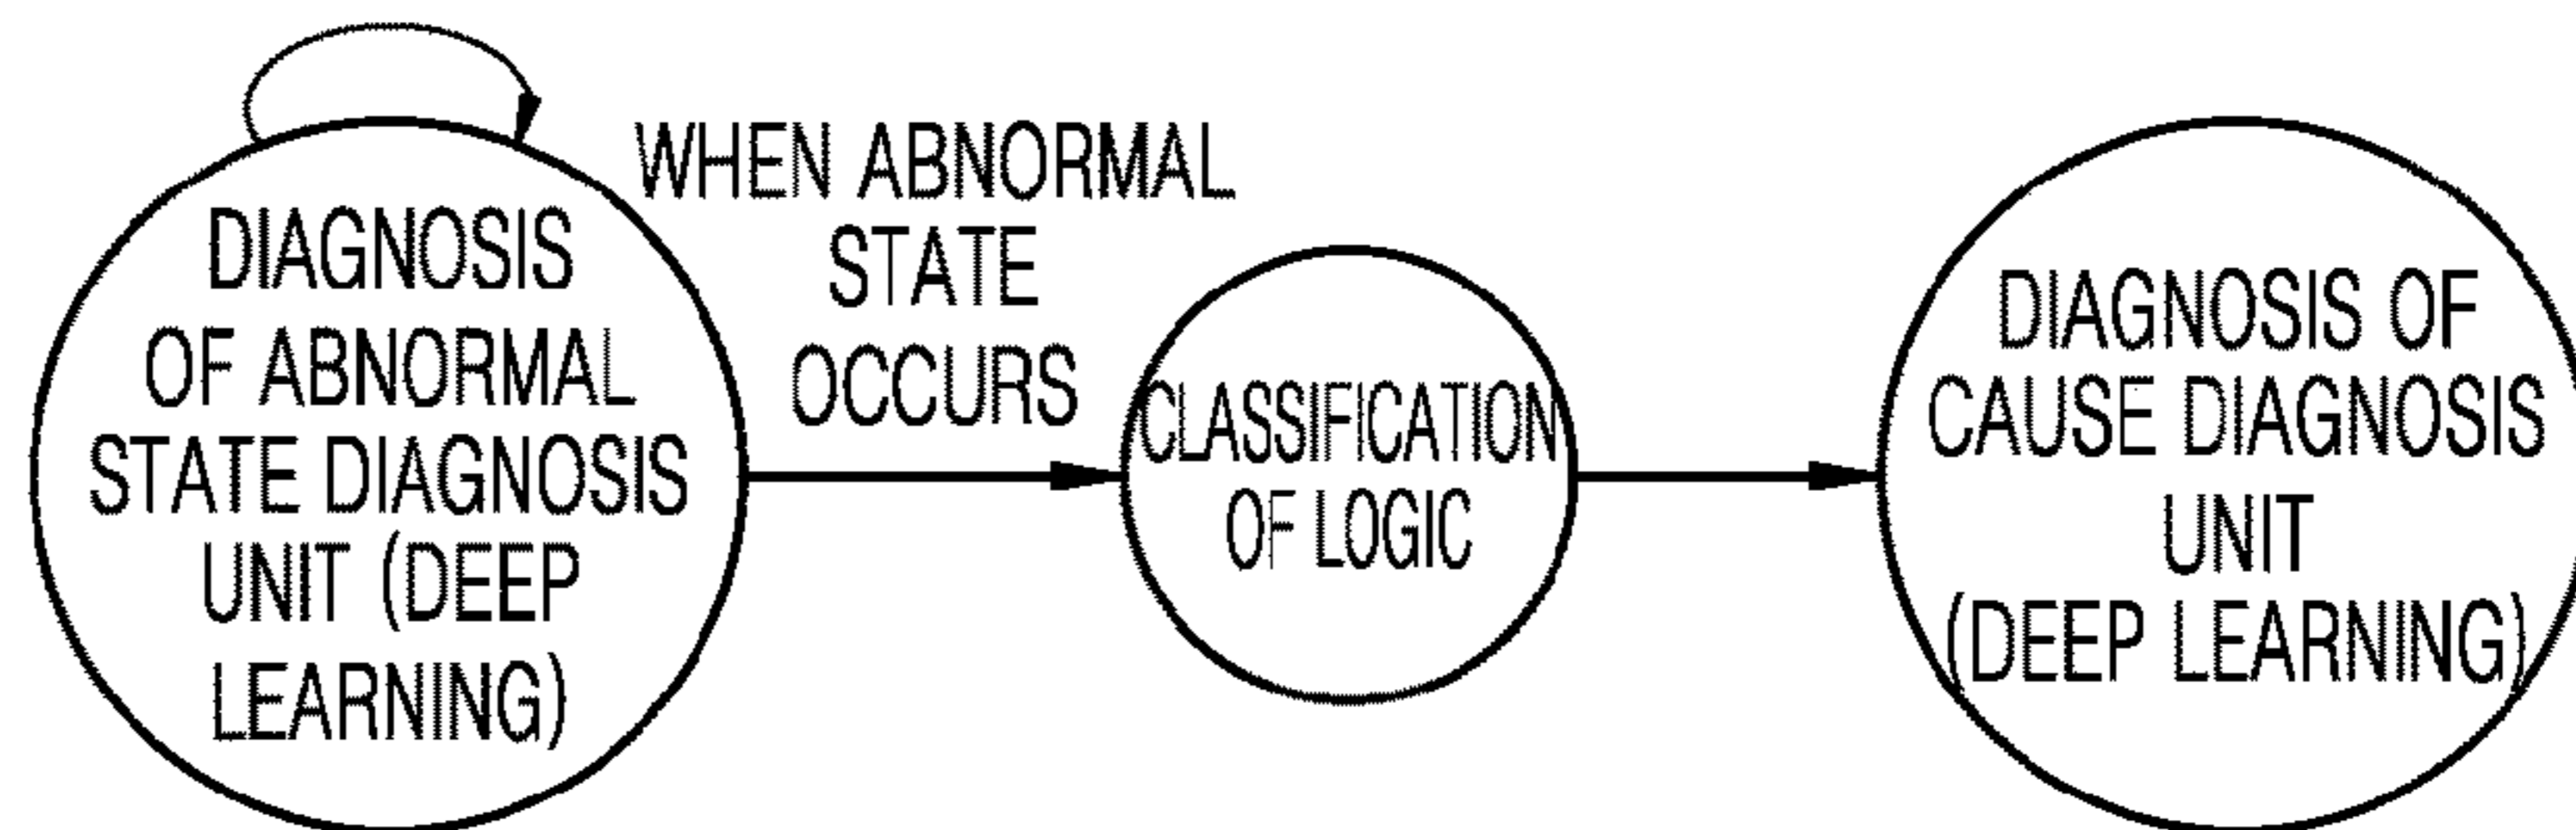 DIAGNOSIS
OF ABNORMAL
STATE DIAGNOSIS
UNIT (DEEP
LEARNING)
WHEN ABNORMAL
STATE
OCCURS
CLASSIFICATION
OF LOGIC
DIAGNOSIS OF
CAUSE DIAGNOSIS
UNIT
(DEEP LEARNING)